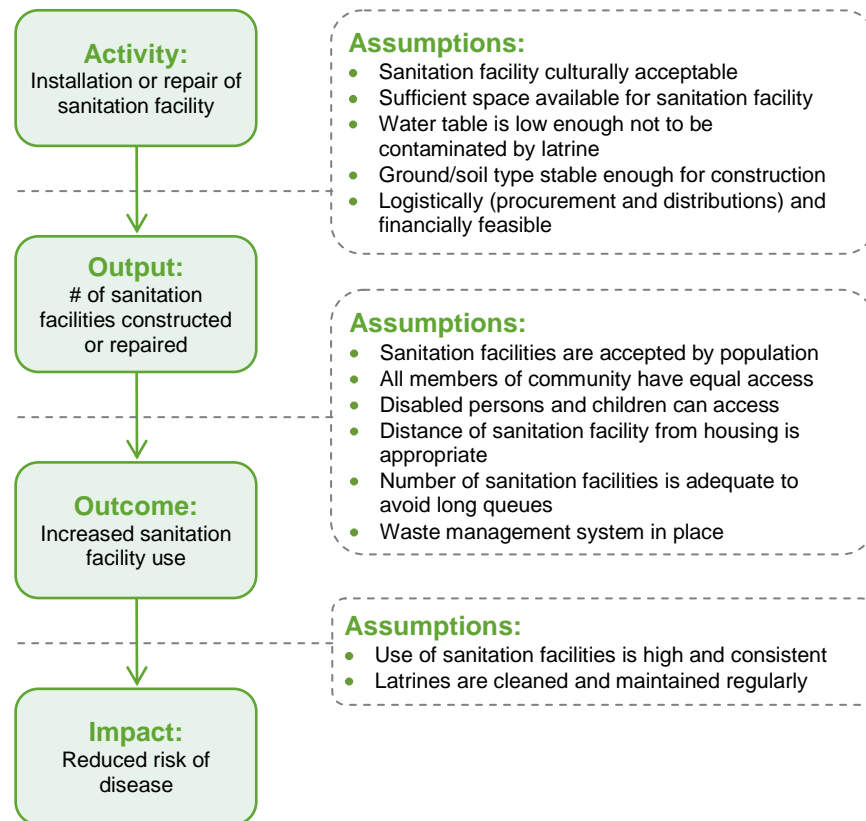 Activity:
Installation or repair of
sanitation facility
Assumptions:
• Sanitation facility culturally acceptable
• Sufficient space available for sanitation facility
• Water table is low enough not to be
contaminated by latrine
• Ground/soil type stable enough for construction
• Logistically (procurement and distributions) and
financially feasible
Output:
# of sanitation
facilities constructed
or repaired
Assumptions:
• Sanitation facilities are accepted by population
• All members of community have equal access
• Disabled persons and children can access
• Distance of sanitation facility from housing is
appropriate
• Number of sanitation facilities is adequate to
avoid long queues
• Waste management system in place
Outcome:
Increased sanitation
facility use
Assumptions:
• Use of sanitation facilities is high and consistent
• Latrines are cleaned and maintained regularly
Impact:
Reduced risk of
disease